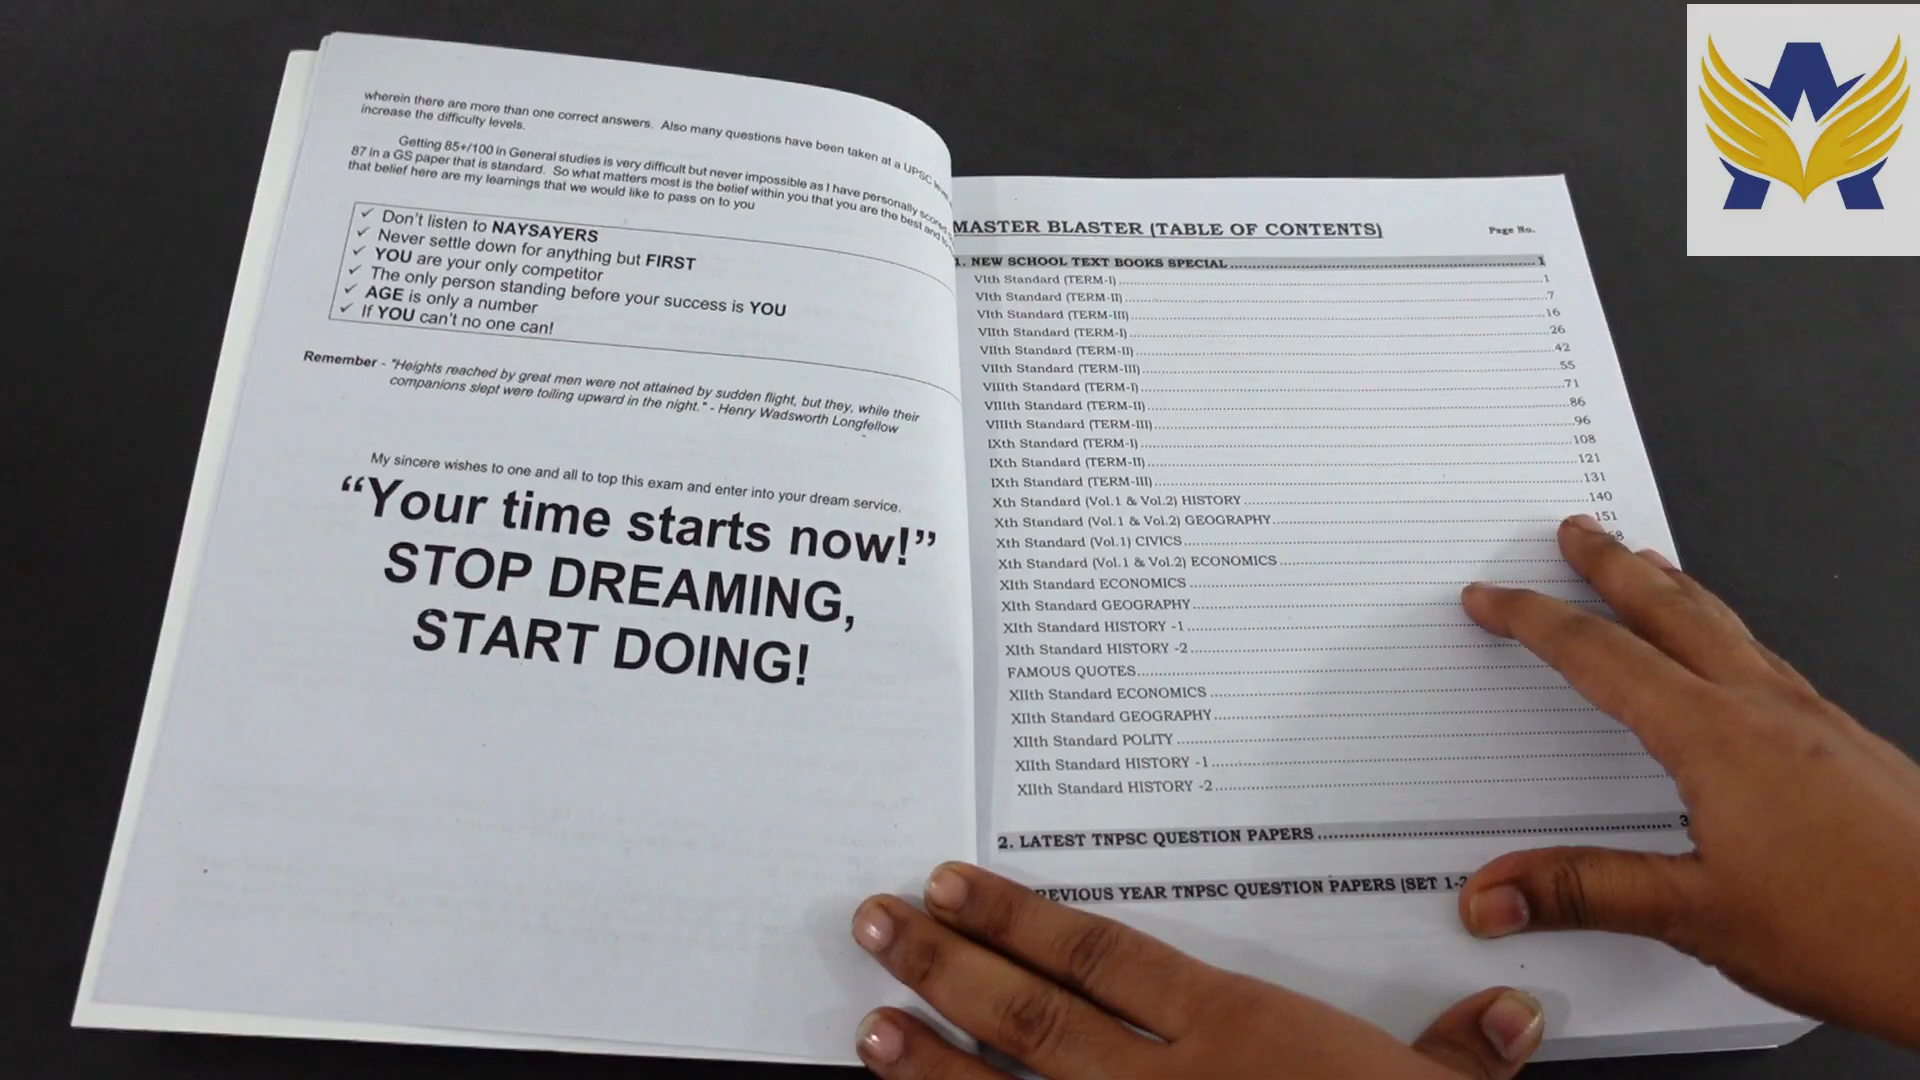 wherein there are more than one correct answers. Also many questions have been taken at a UPSC level
increase the difficulty levels.
Getting 85+/100 in General studies is very difficult but never impossible as I have personally scored
87 in a GS paper that is standard. So what matters most is the belief within you that you are the best and to
that belief here are my learnings that we would like to pass on to you
✓ Don't listen to NAYSAYERS
✓ Never settle down for anything but FIRST
✓ YOU are your only competitor
✓ The only person standing before your success is YOU
✓ AGE is only a number
✓ If YOU can't no one can!
Remember - "Heights reached by great men were not attained by sudden flight, but they, while their
companions slept were toiling upward in the night." - Henry Wadsworth Longfellow
My sincere wishes to one and all to top this exam and enter into your dream service.
“Your time starts now!”
STOP DREAMING,
START DOING!
MASTER BLASTER (TABLE OF CONTENTS)
Page No.
1. NEW SCHOOL TEXT BOOKS SPECIAL 1
VIth Standard (TERM-I) 1
VIth Standard (TERM-II) 7
VIth Standard (TERM-III) 16
VIIth Standard (TERM-I) 26
VIIth Standard (TERM-II) 42
VIIth Standard (TERM-III) 55
VIIIth Standard (TERM-I) 71
VIIIth Standard (TERM-II) 86
VIIIth Standard (TERM-III) 96
IXth Standard (TERM-I) 108
IXth Standard (TERM-II) 121
IXth Standard (TERM-III) 131
Xth Standard (Vol.1 & Vol.2) HISTORY 140
Xth Standard (Vol.1 & Vol.2) GEOGRAPHY 151
Xth Standard (Vol.1) CIVICS
Xth Standard (Vol.1 & Vol.2) ECONOMICS
XIth Standard ECONOMICS
XIth Standard GEOGRAPHY
XIth Standard HISTORY -1
XIth Standard HISTORY -2
FAMOUS QUOTES
XIIth Standard ECONOMICS
XIIth Standard GEOGRAPHY
XIIth Standard POLITY
XIIth Standard HISTORY -1
XIIth Standard HISTORY -2
2. LATEST TNPSC QUESTION PAPERS
YEAR TNPSC QUESTION PAPERS (SET